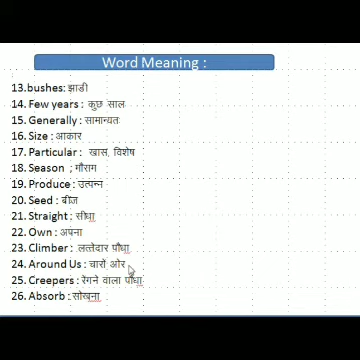 Word Meaning :
13.bushes: झाडी
14. Few years : कुछ साल
15. Generally : सामान्यतः
16. Size : आकार
17. Particular : खास, विशेष
18. Season ; मौसम
19. Produce : उत्पन्न
20. Seed : बीज
21. Straight : सीधा
22. Own : अपना
23. Climber : लत्तेदार पौधा
24. Around Us : चारों ओर
25. Creepers : रेंगने वाला पौधा
26. Absorb : सोखना